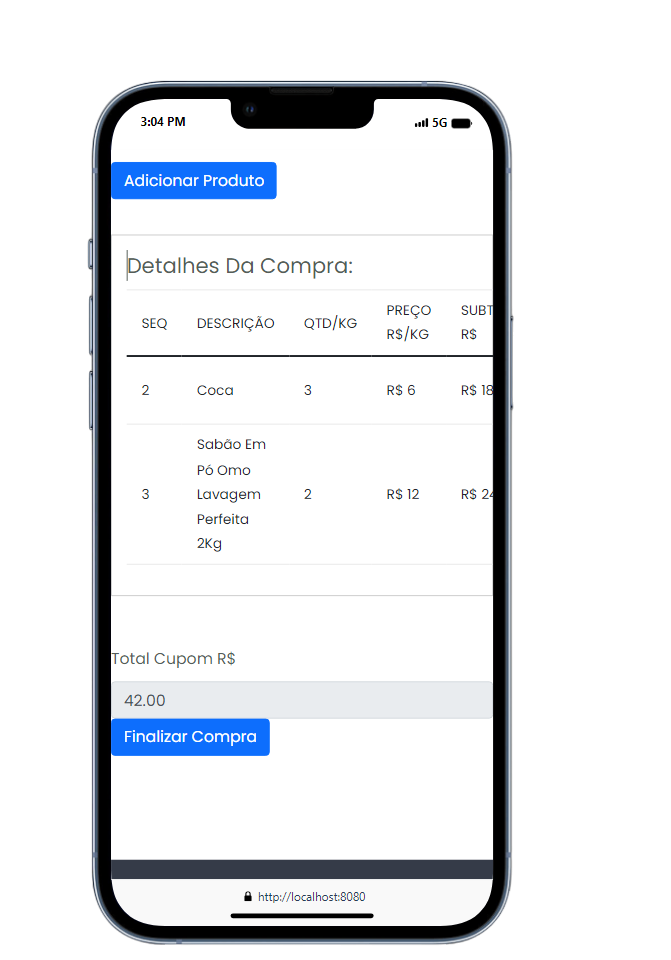 3:04 PM 5G
Adicionar Produto
Detalhes Da Compra:
SEQ DESCRIÇÃO QTD/KG PREÇO R$/KG SUBT R$
2 Coca 3 R$ 6 R$ 18
3 Sabão Em Pó Omo Lavagem Perfeita 2Kg 2 R$ 12 R$ 24
Total Cupom R$
42.00
Finalizar Compra
http://localhost:8080